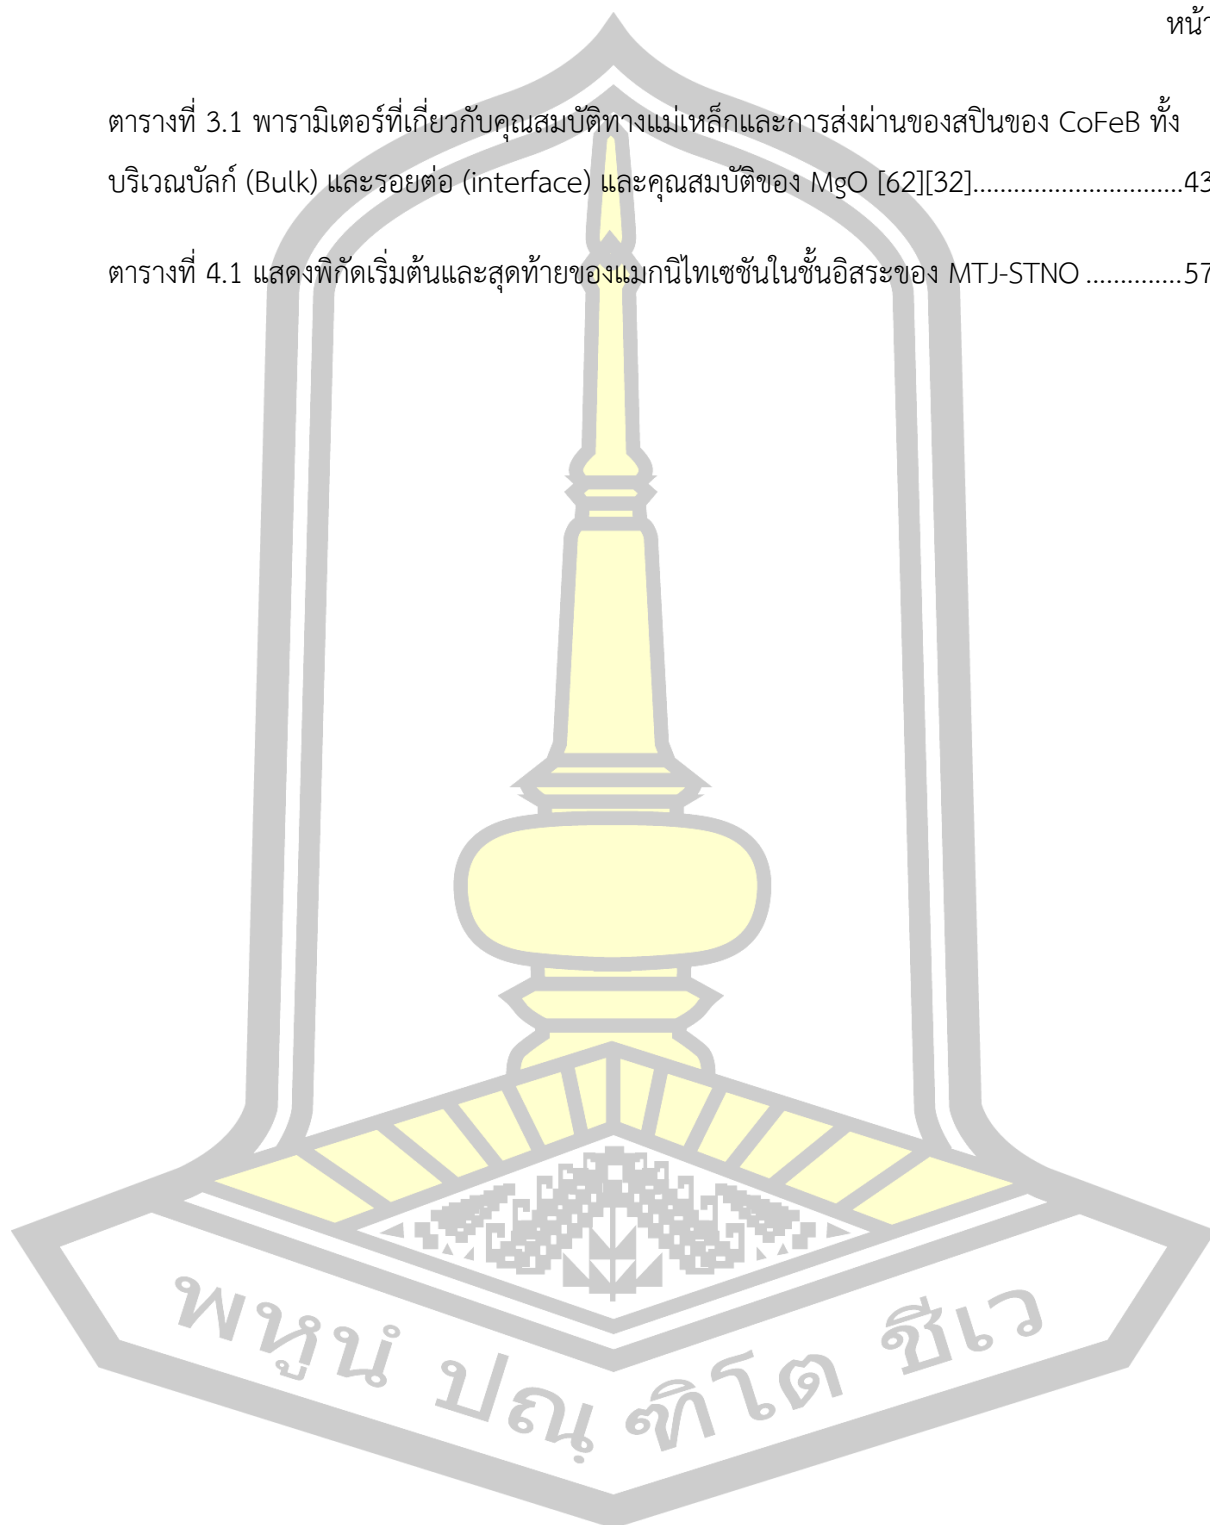 หน้า
ตารางที่ 3.1 พารามิเตอร์ที่เกี่ยวกับคุณสมบัติทางแม่เหล็กและการส่งผ่านของสปินของ CoFeB ทั้ง
บริเวณบัลก์ (Bulk) และรอยต่อ (interface) และคุณสมบัติของ MgO [62][32]..............................43
ตารางที่ 4.1 แสดงพิกัดเริ่มต้นและสุดท้ายของแมกนิไทเซชันในชั้นอิสระของ MTJ-STNO ..............57
พหูนํ ปณฺฑิโต ชีเว